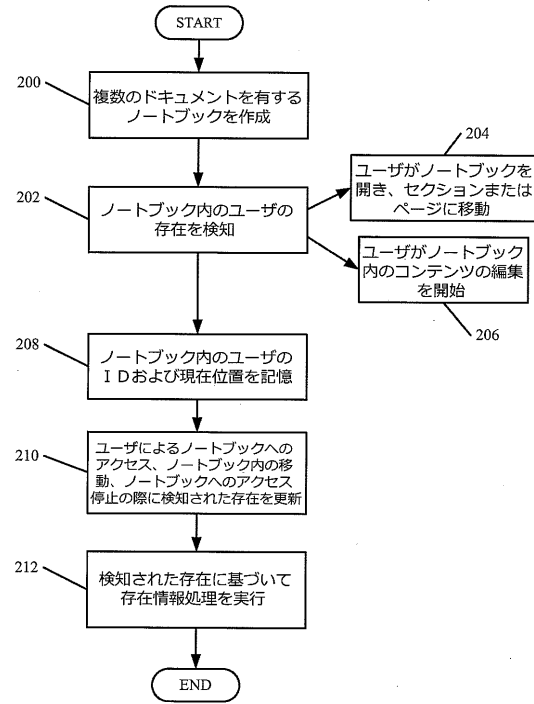 START
200
複数のドキュメントを有する
ノートブックを作成
204
ユーザがノートブックを
開き、セクションまたは
ページに移動
202
ノートブック内のユーザの
存在を検知
ユーザがノートブック
内のコンテンツの編集
を開始
206
208
ノートブック内のユーザの
ＩＤおよび現在位置を記憶
210
ユーザによるノートブックへの
アクセス、ノートブック内の移
動、ノートブックへのアクセス
停止の際に検知された存在を更新
212
検知された存在に基づいて
存在情報処理を実行
END